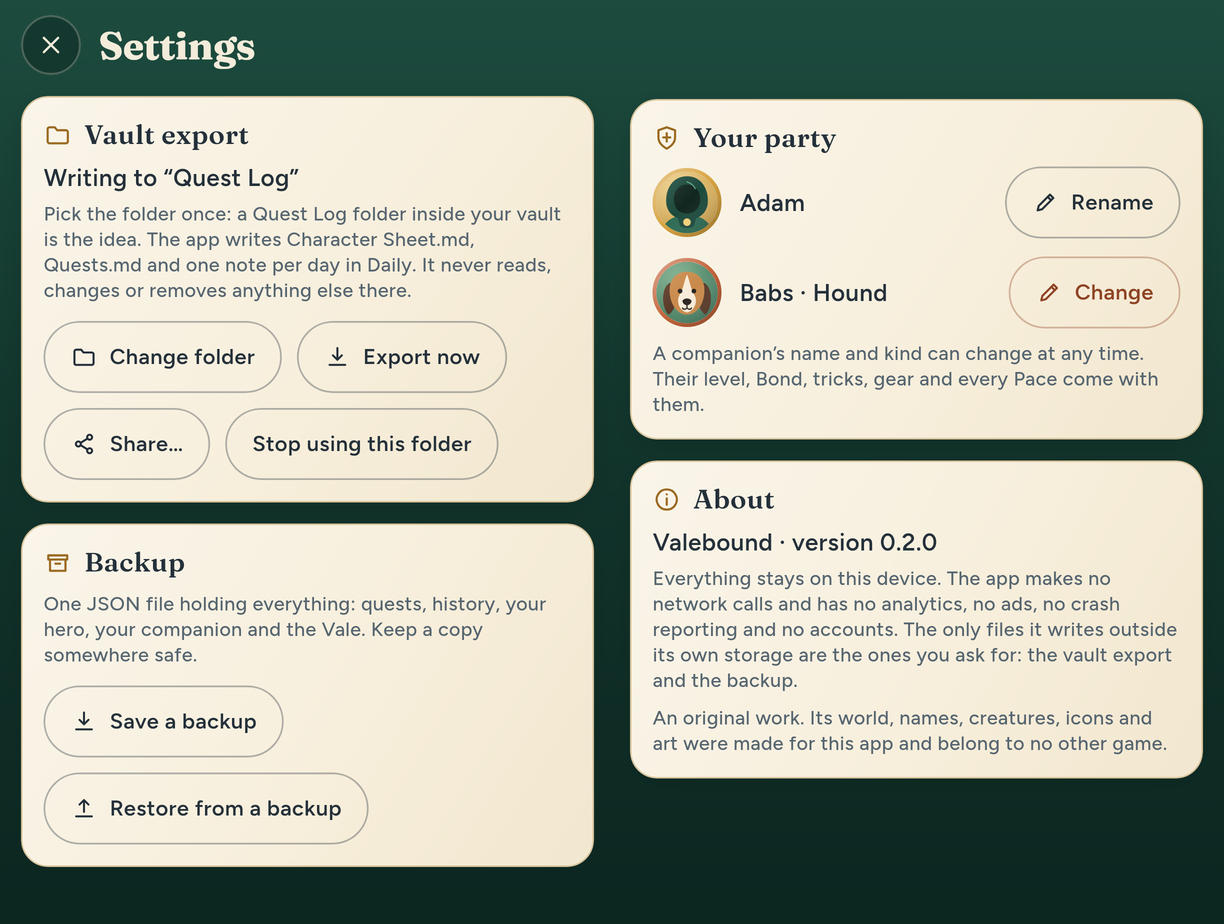 Settings
Vault export
Writing to “Quest Log”
Pick the folder once: a Quest Log folder inside your vault
is the idea. The app writes Character Sheet.md,
Quests.md and one note per day in Daily. It never reads,
changes or removes anything else there.
Change folder
Export now
Share...
Stop using this folder
Backup
One JSON file holding everything: quests, history, your
hero, your companion and the Vale. Keep a copy
somewhere safe.
Save a backup
Restore from a backup
Your party
Adam
Rename
Babs · Hound
Change
A companion’s name and kind can change at any time.
Their level, Bond, tricks, gear and every Pace come with
them.
About
Valebound · version 0.2.0
Everything stays on this device. The app makes no
network calls and has no analytics, no ads, no crash
reporting and no accounts. The only files it writes outside
its own storage are the ones you ask for: the vault export
and the backup.
An original work. Its world, names, creatures, icons and
art were made for this app and belong to no other game.